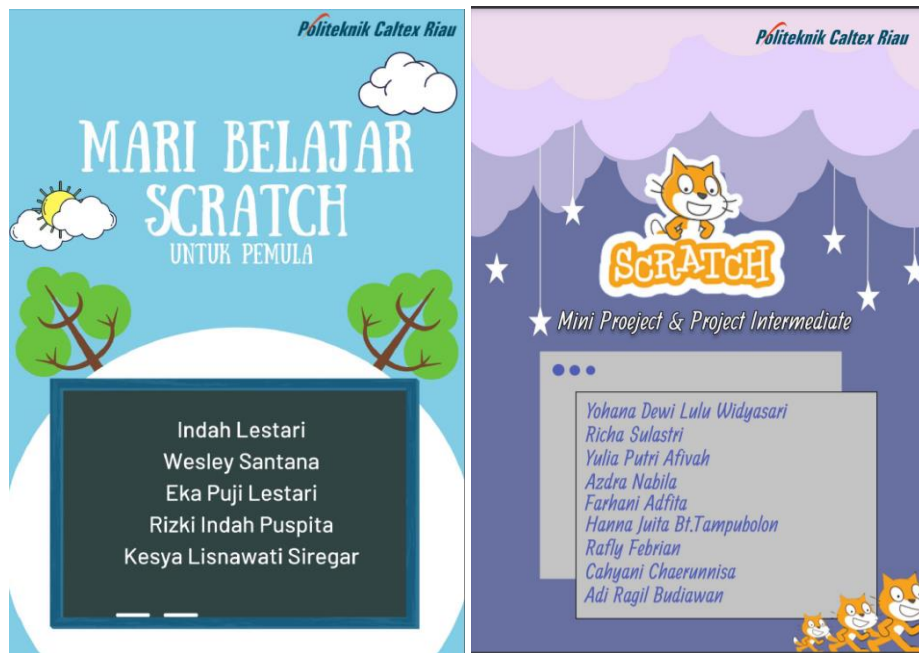 Politeknik Caltex Riau
MARI BELAJAR
SCRATCH
UNTUK PEMULA
Indah Lestari
Wesley Santana
Eka Puji Lestari
Rizki Indah Puspita
Kesya Lisnawati Siregar
Politeknik Caltex Riau
SCRATCH
Mini Proeject & Project Intermediate
Yohana Dewi Lulu Widyasari
Richa Sulastri
Yulia Putri Afivah
Azdra Nabila
Farhani Adfita
Hanna Juita Bt.Tampubolon
Rafly Febrian
Cahyani Chaerunnisa
Adi Ragil Budiawan